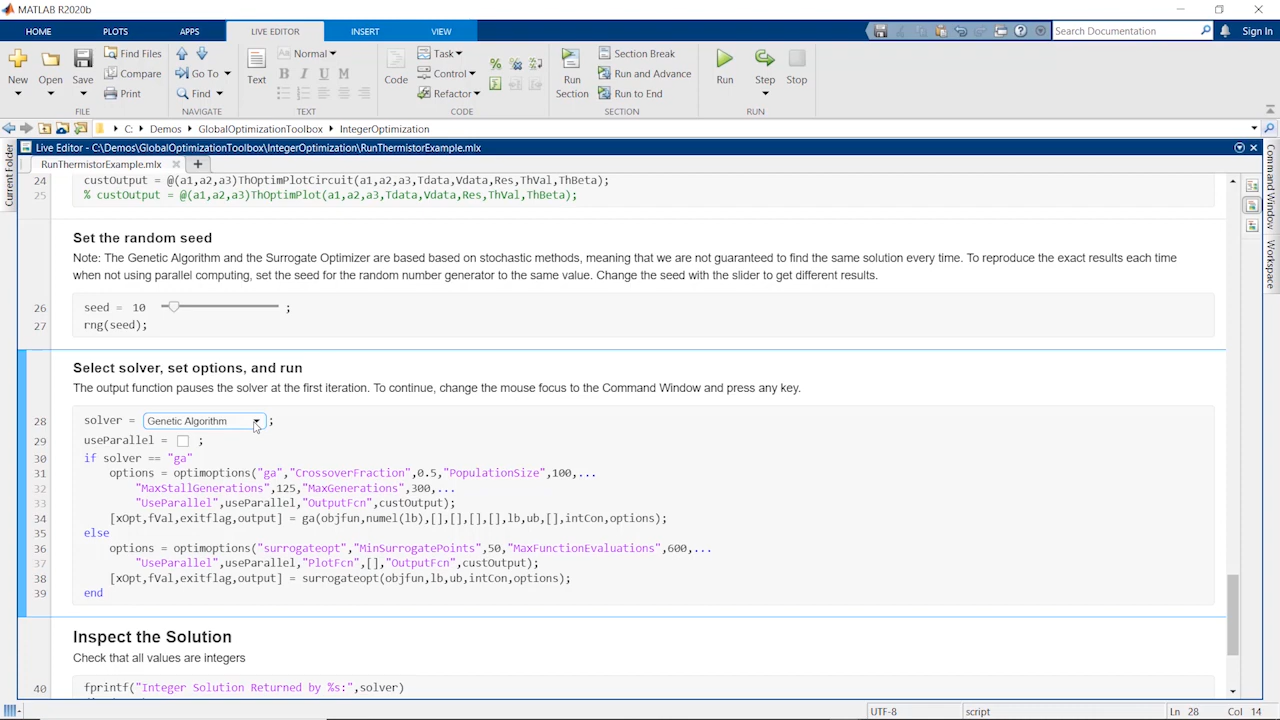 MATLAB R2020b
HOME PLOTS APPS LIVE EDITOR INSERT VIEW
Search Documentation
Sign In
New Open Save
Find Files
Compare
Print
FILE
Go To
Find
NAVIGATE
Text
Normal
B I U M
TEXT
Code
Task
Control
Refactor
CODE
Run Section
Section Break
Run and Advance
Run to End
SECTION
Run Step Stop
RUN
C: Demos GlobalOptimizationToolbox IntegerOptimization
Current Folder
Live Editor - C:\Demos\GlobalOptimizationToolbox\IntegerOptimization\RunThermistorExample.mlx
RunThermistorExample.mlx
Command Window
Workspace
24 custOutput = @(a1,a2,a3)ThOptimPlotCircuit(a1,a2,a3,Tdata,Vdata,Res,ThVal,ThBeta);
25 % custOutput = @(a1,a2,a3)ThOptimPlot(a1,a2,a3,Tdata,Vdata,Res,ThVal,ThBeta);
Set the random seed
Note: The Genetic Algorithm and the Surrogate Optimizer are based based on stochastic methods, meaning that we are not guaranteed to find the same solution every time. To reproduce the exact results each time
when not using parallel computing, set the seed for the random number generator to the same value. Change the seed with the slider to get different results.
26 seed = 10 ;
27 rng(seed);
Select solver, set options, and run
The output function pauses the solver at the first iteration. To continue, change the mouse focus to the Command Window and press any key.
28 solver = Genetic Algorithm ;
29 useParallel = ;
30 if solver == "ga"
31 options = optimoptions("ga","CrossoverFraction",0.5,"PopulationSize",100,...
32 "MaxStallGenerations",125,"MaxGenerations",300,...
33 "UseParallel",useParallel,"OutputFcn",custOutput);
34 [xOpt,fVal,exitflag,output] = ga(objfun,numel(lb),[],[],[],[],lb,ub,[],intCon,options);
35 else
36 options = optimoptions("surrogateopt","MinSurrogatePoints",50,"MaxFunctionEvaluations",600,...
37 "UseParallel",useParallel,"PlotFcn",[],"OutputFcn",custOutput);
38 [xOpt,fVal,exitflag,output] = surrogateopt(objfun,lb,ub,intCon,options);
39 end
Inspect the Solution
Check that all values are integers
40 fprintf("Integer Solution Returned by %s:",solver)
UTF-8 script Ln 28 Col 14